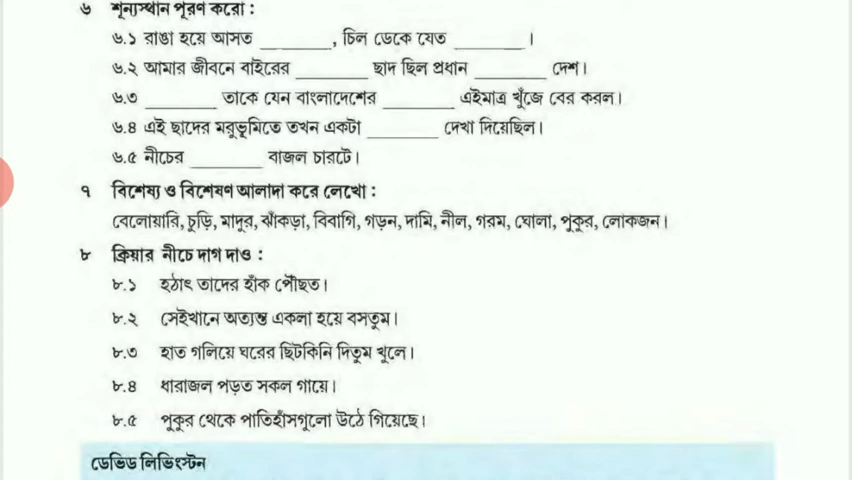 ৬ শূন্যস্থান পূরণ করো :
৬.১ রাঙা হয়ে আসত ________, চিল ডেকে যেত ________ ।
৬.২ আমার জীবনে বাইরের ________ ছাদ ছিল প্রধান ________ দেশ।
৬.৩ ________ তাকে যেন বাংলাদেশের ________ এইমাত্র খুঁজে বের করল।
৬.৪ এই ছাদের মরুভূমিতে তখন একটা ________ দেখা দিয়েছিল।
৬.৫ নীচের ________ বাজল চারটে।
৭ বিশেষ্য ও বিশেষণ আলাদা করে লেখো :
বেলোয়ারি, চুড়ি, মাদুর, ঝাঁকড়া, বিবাগি, গড়ন, দামি, নীল, গরম, ঘোলা, পুকুর, লোকজন।
৮ ক্রিয়ার নীচে দাগ দাও :
৮.১ হঠাৎ তাদের হাঁক পৌঁছত।
৮.২ সেইখানে অত্যন্ত একলা হয়ে বসতুম।
৮.৩ হাত গলিয়ে ঘরের ছিটকিনি দিতুম খুলে।
৮.৪ ধারাজল পড়ত সকল গায়ে।
৮.৫ পুকুর থেকে পাতিহাঁসগুলো উঠে গিয়েছে।
ডেভিড লিভিংস্টন